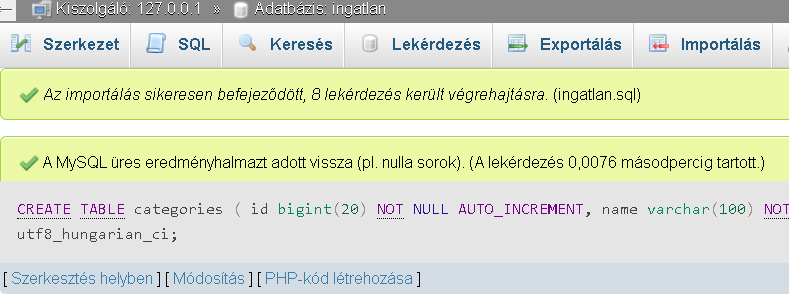 Kiszolgáló: 127.0.0.1 » Adatbázis: ingatlan
Szerkezet SQL Keresés Lekérdezés Exportálás Importálás
Az importálás sikeresen befejeződött, 8 lekérdezés került végrehajtásra. (ingatlan.sql)
A MySQL üres eredményhalmazt adott vissza (pl. nulla sorok). (A lekérdezés 0,0076 másodpercig tartott.)
CREATE TABLE categories ( id bigint(20) NOT NULL AUTO_INCREMENT, name varchar(100) NOT
utf8_hungarian_ci;
[ Szerkesztés helyben ] [ Módosítás ] [ PHP-kód létrehozása ]